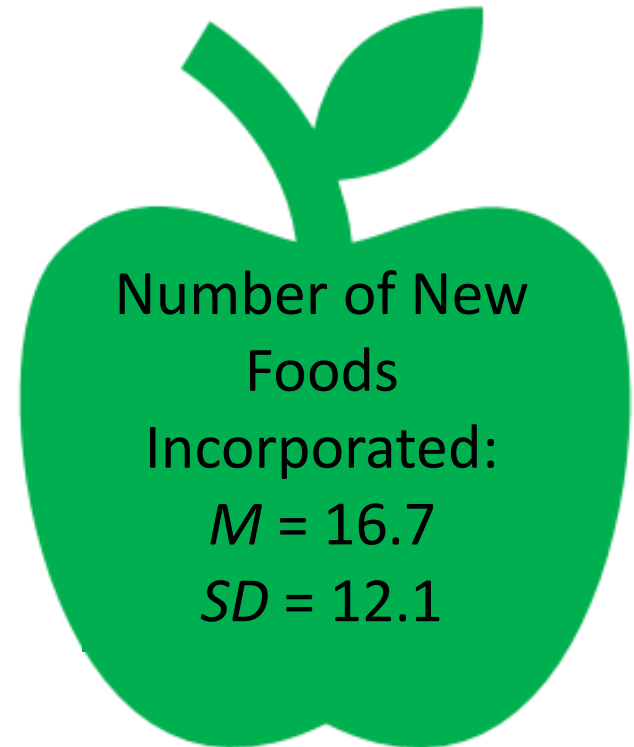 Number of New
Foods
Incorporated:
M = 16.7
SD = 12.1